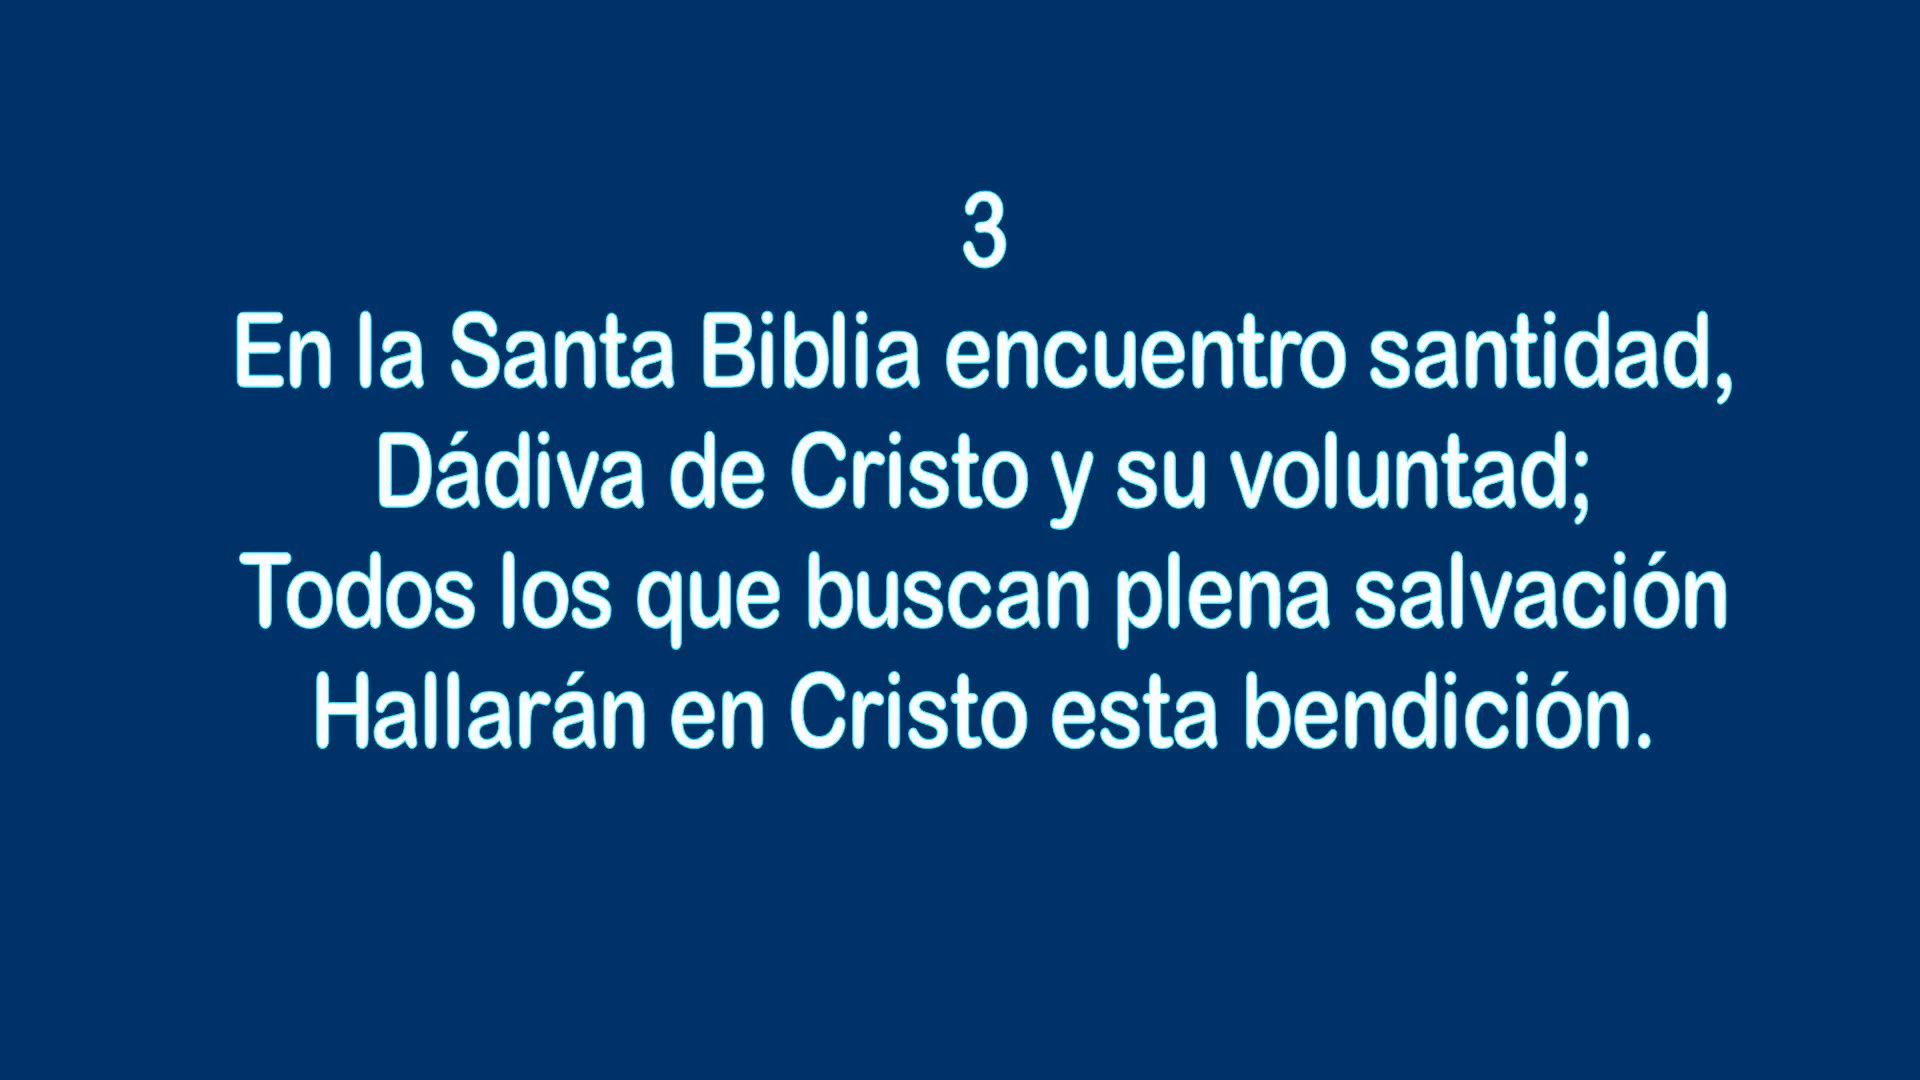 3
En la Santa Biblia encuentro santidad,
Dádiva de Cristo y su voluntad;
Todos los que buscan plena salvación
Hallarán en Cristo esta bendición.